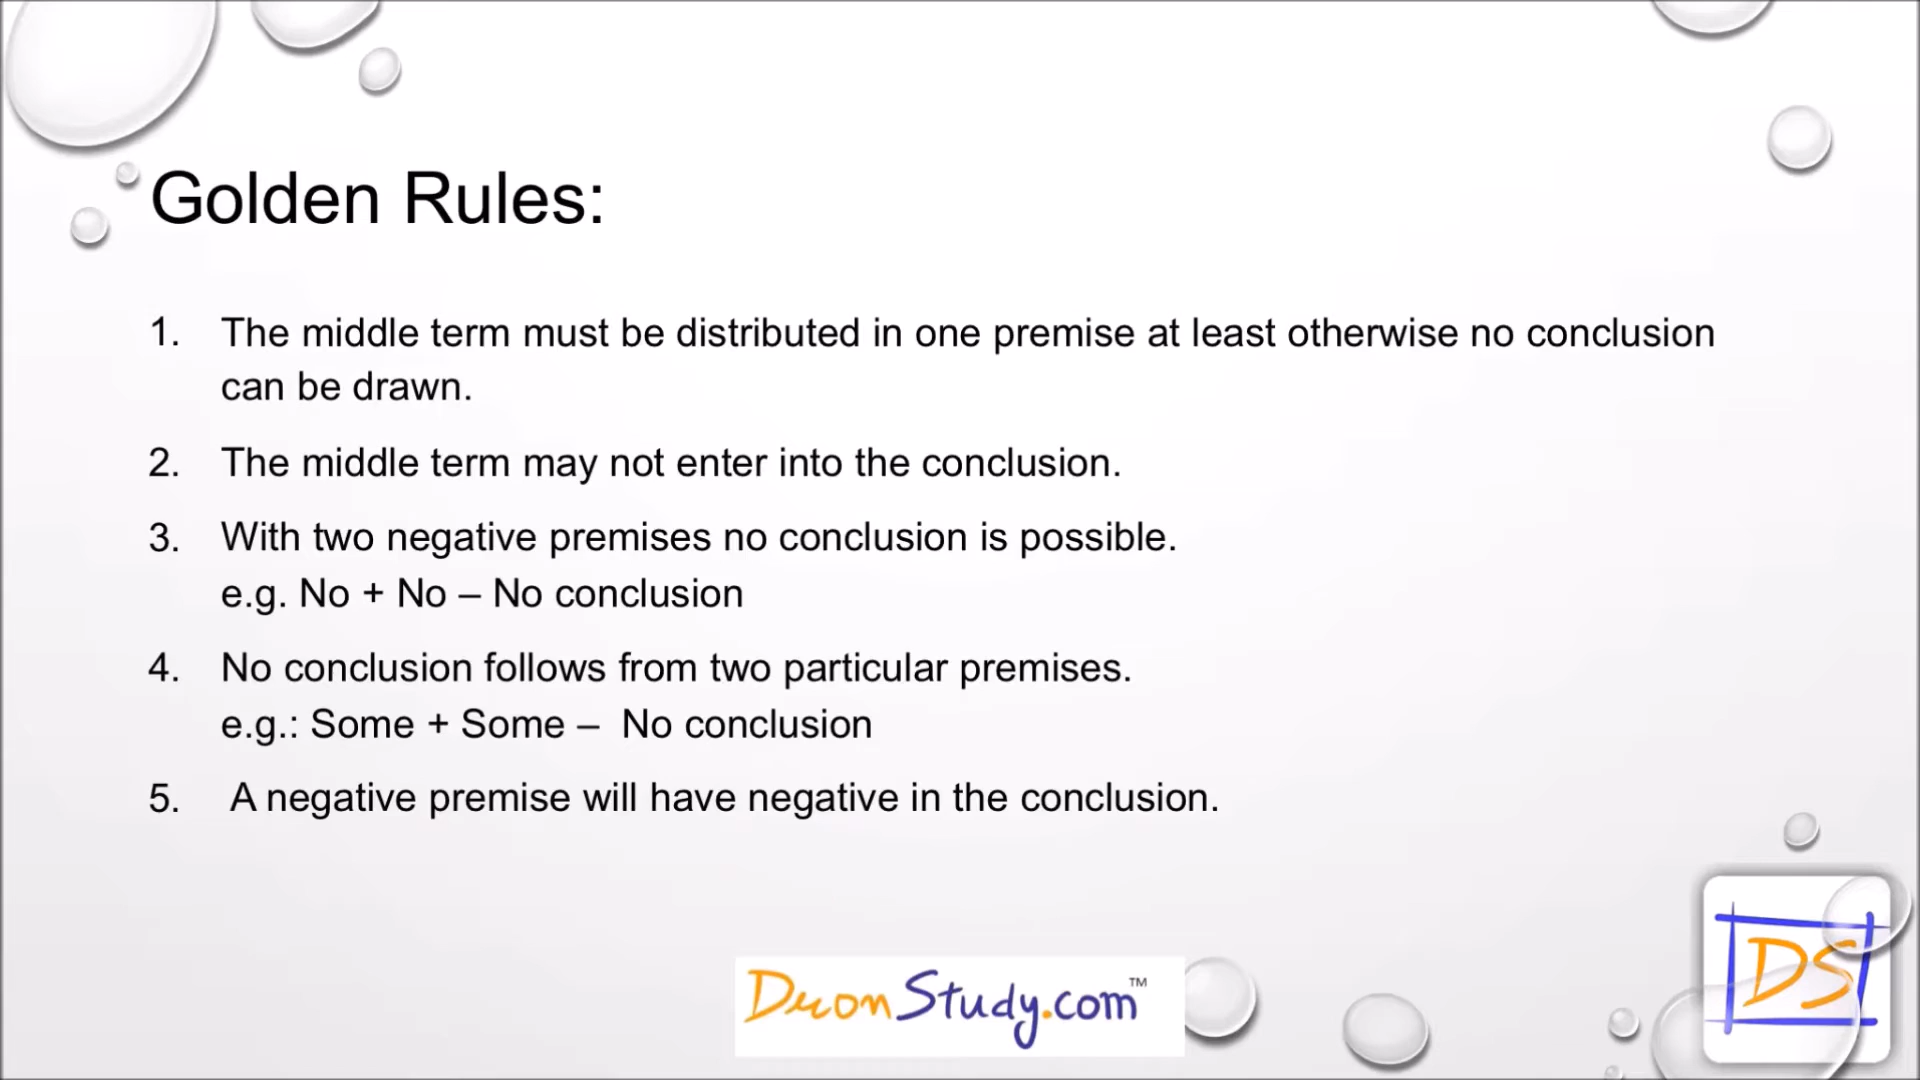 Golden Rules:
1. The middle term must be distributed in one premise at least otherwise no conclusion
can be drawn.
2. The middle term may not enter into the conclusion.
3. With two negative premises no conclusion is possible.
e.g. No + No – No conclusion
4. No conclusion follows from two particular premises.
e.g.: Some + Some – No conclusion
5. A negative premise will have negative in the conclusion.
DronStudy.com™
DS